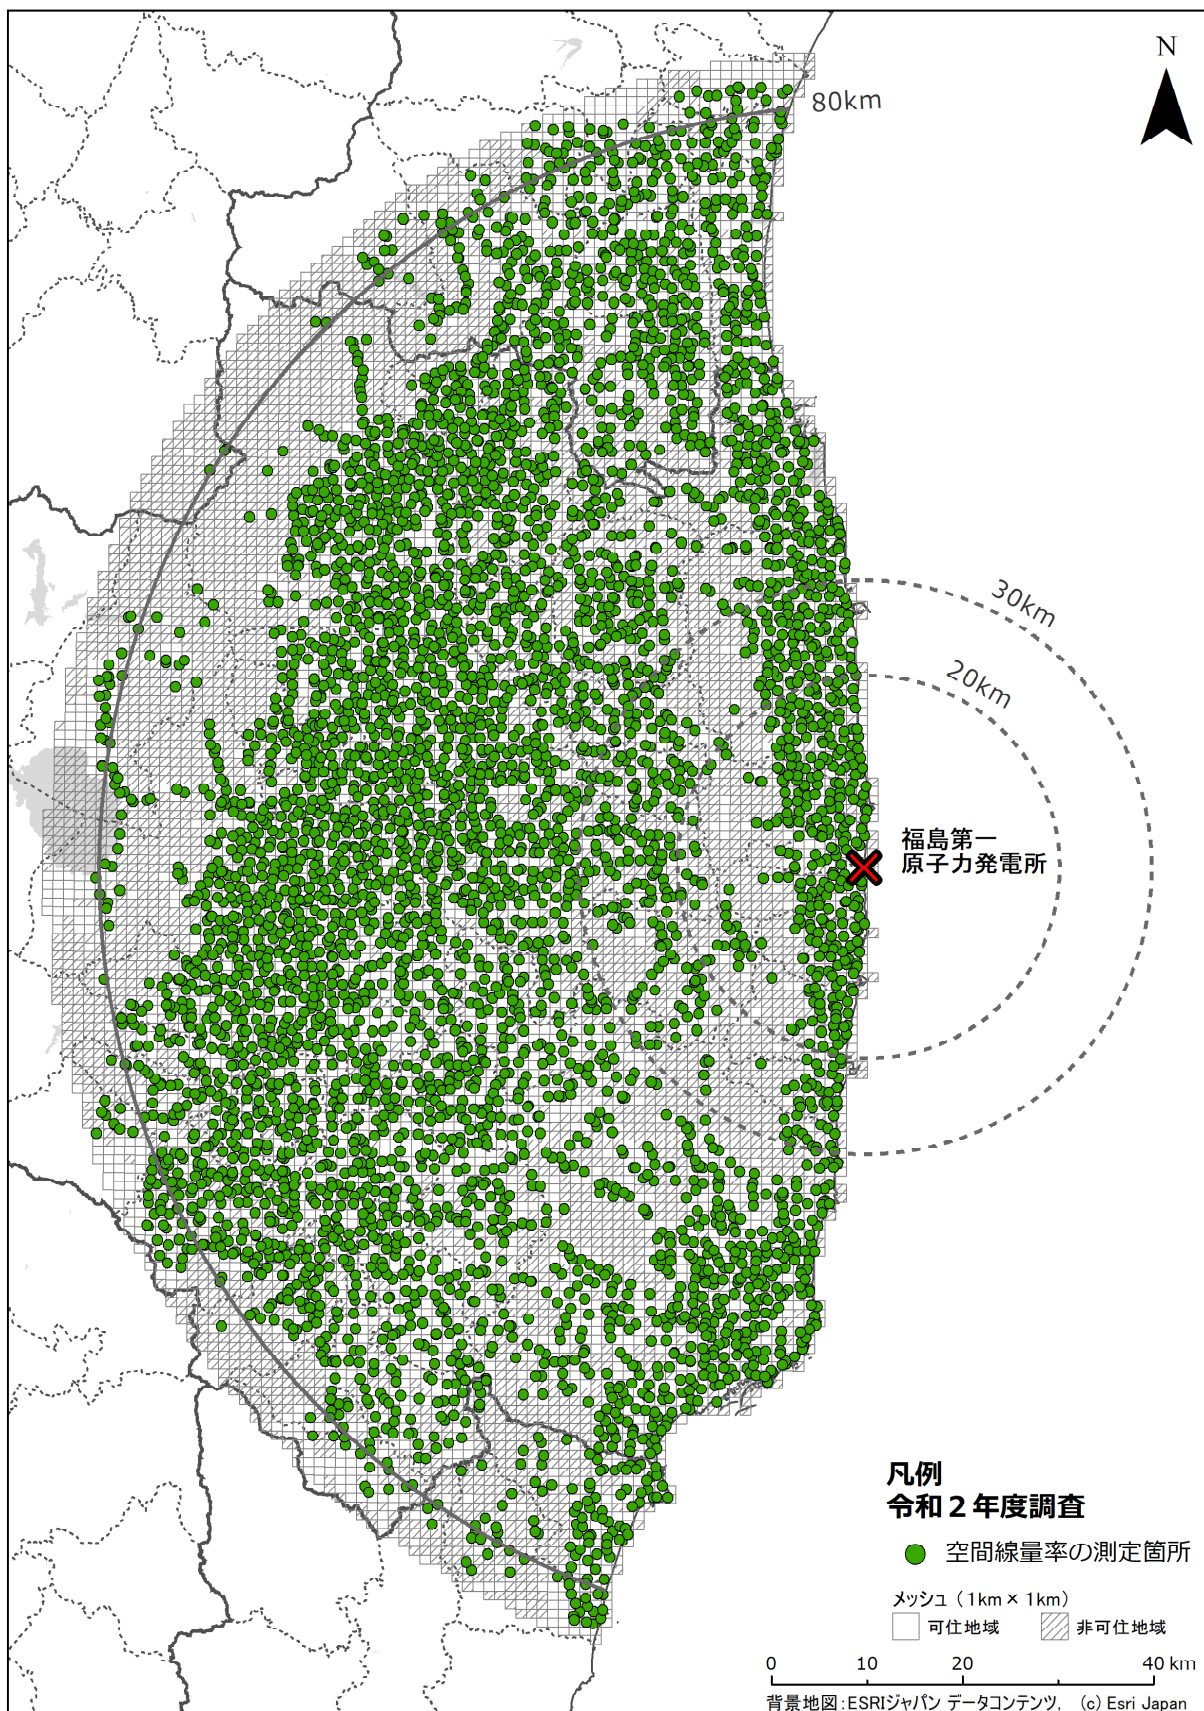 N
80km
30km
20km
福島第一
原子力発電所
凡例
令和２年度調査
空間線量率の測定箇所
メッシュ（1km × 1km）
可住地域
非可住地域
0 10 20 40 km
背景地図：ESRIジャパン データコンテンツ， (c) Esri Japan